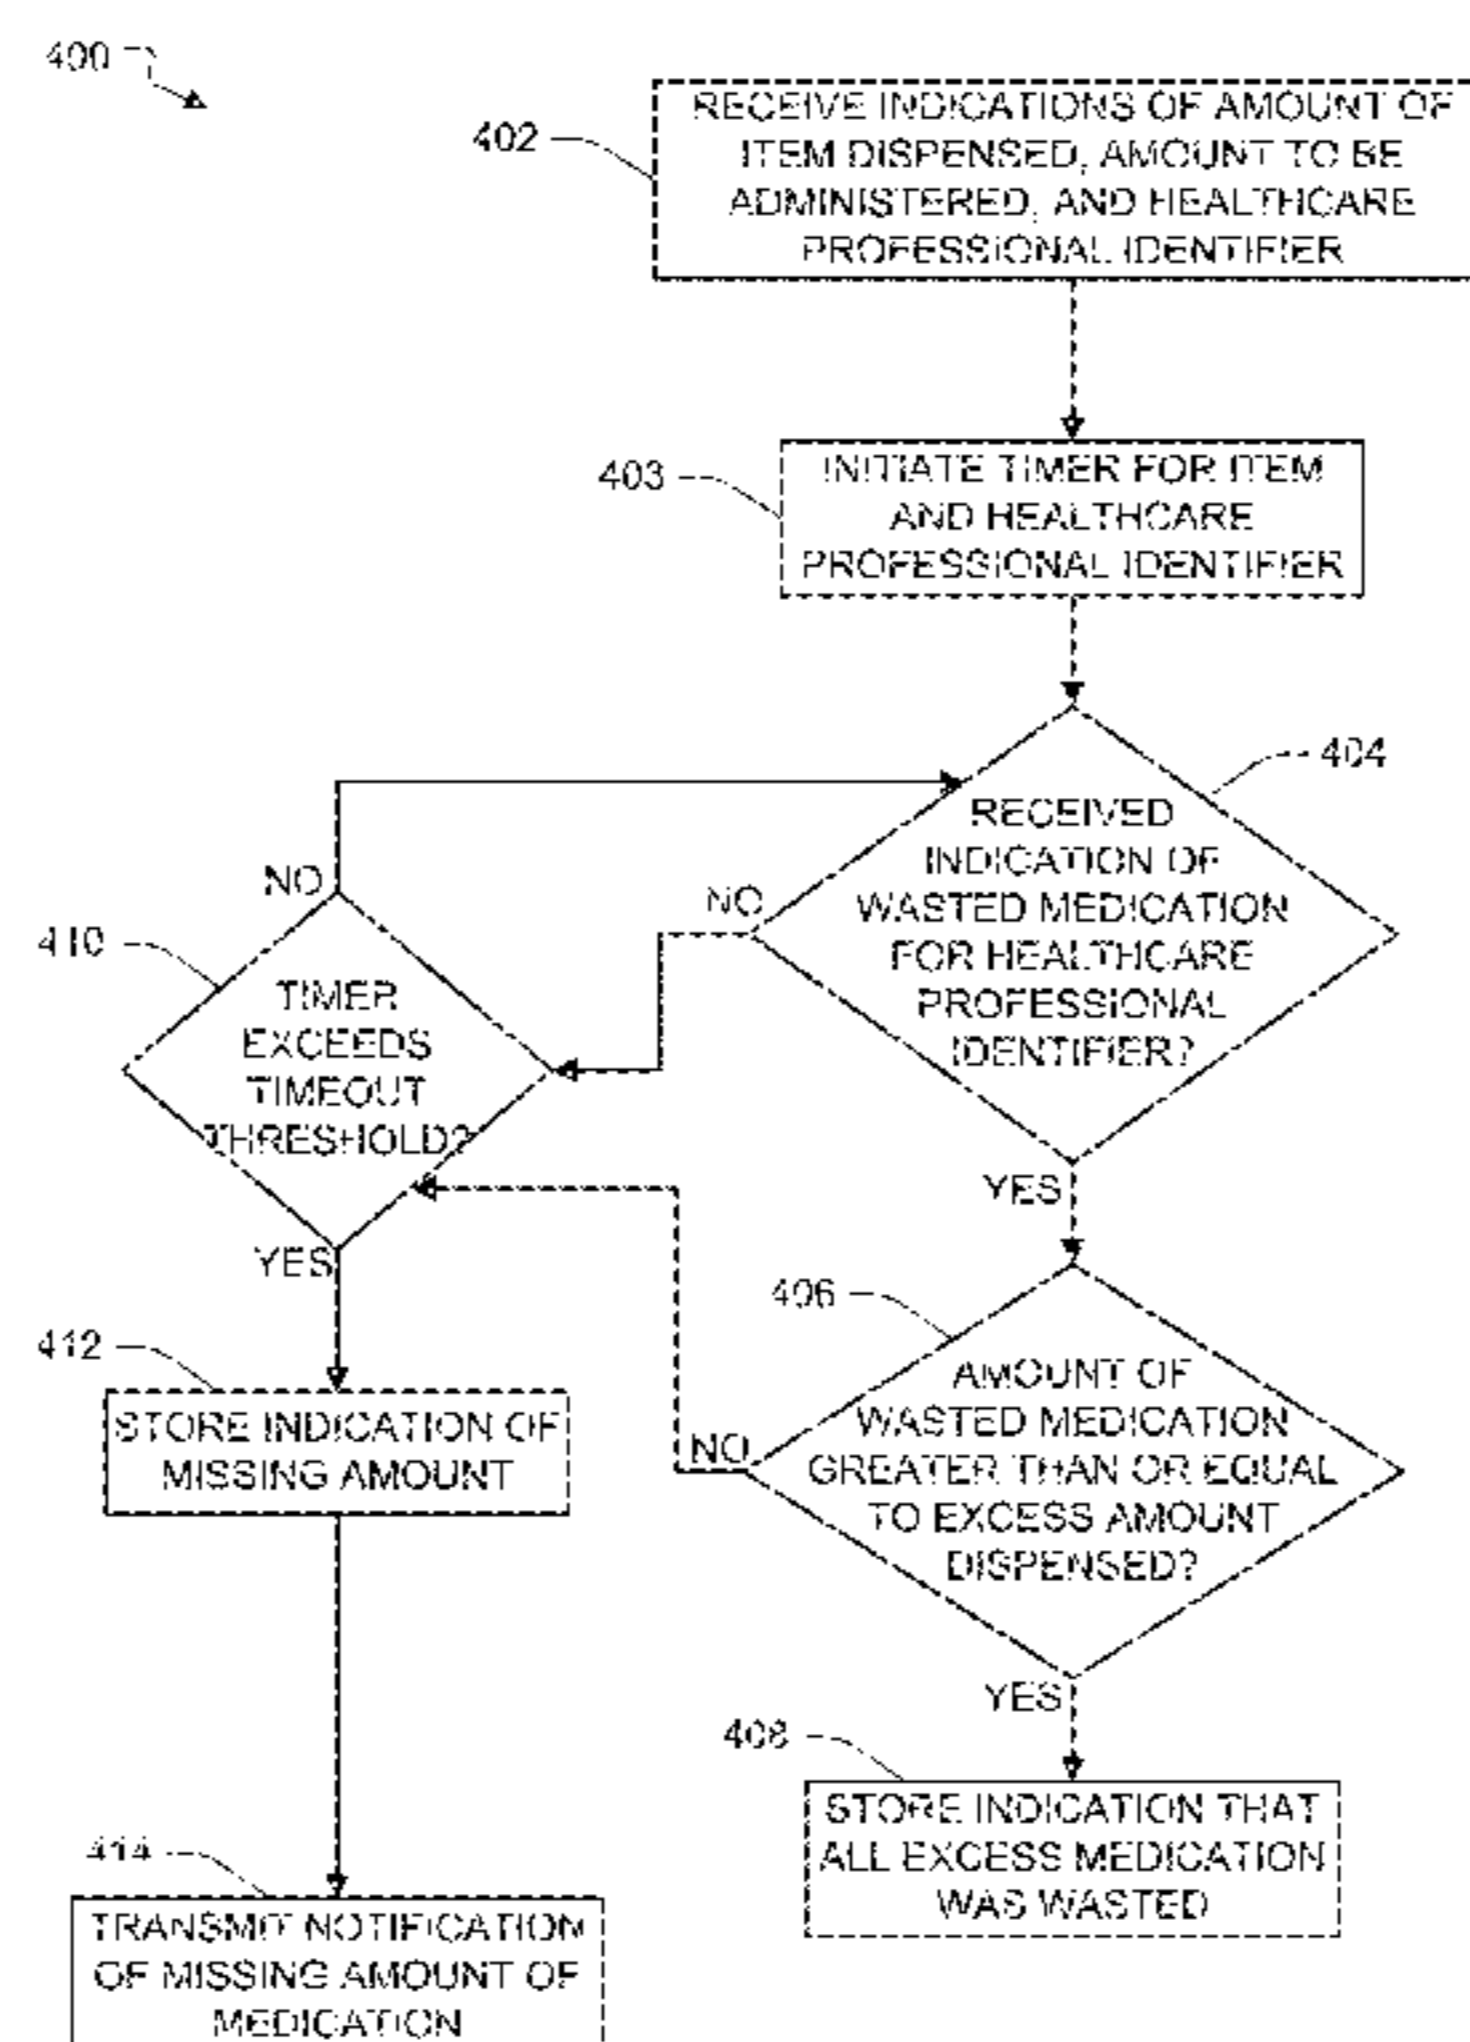 400
402
RECEIVE INDICATIONS OF AMOUNT OF
ITEM DISPENSED, AMOUNT TO BE
ADMINISTERED, AND HEALTHCARE
PROFESSIONAL IDENTIFIER
403
INITIATE TIMER FOR ITEM
AND HEALTHCARE
PROFESSIONAL IDENTIFIER
404
RECEIVED
INDICATION OF
WASTED MEDICATION
FOR HEALTHCARE
PROFESSIONAL
IDENTIFIER?
NO
YES
410
NO
TIMER
EXCEEDS
TIMEOUT
THRESHOLD?
YES
406
AMOUNT OF
WASTED MEDICATION
GREATER THAN OR EQUAL
TO EXCESS AMOUNT
DISPENSED?
NO
YES
412
STORE INDICATION OF
MISSING AMOUNT
408
STORE INDICATION THAT
ALL EXCESS MEDICATION
WAS WASTED
414
TRANSMIT NOTIFICATION
OF MISSING AMOUNT OF
MEDICATION